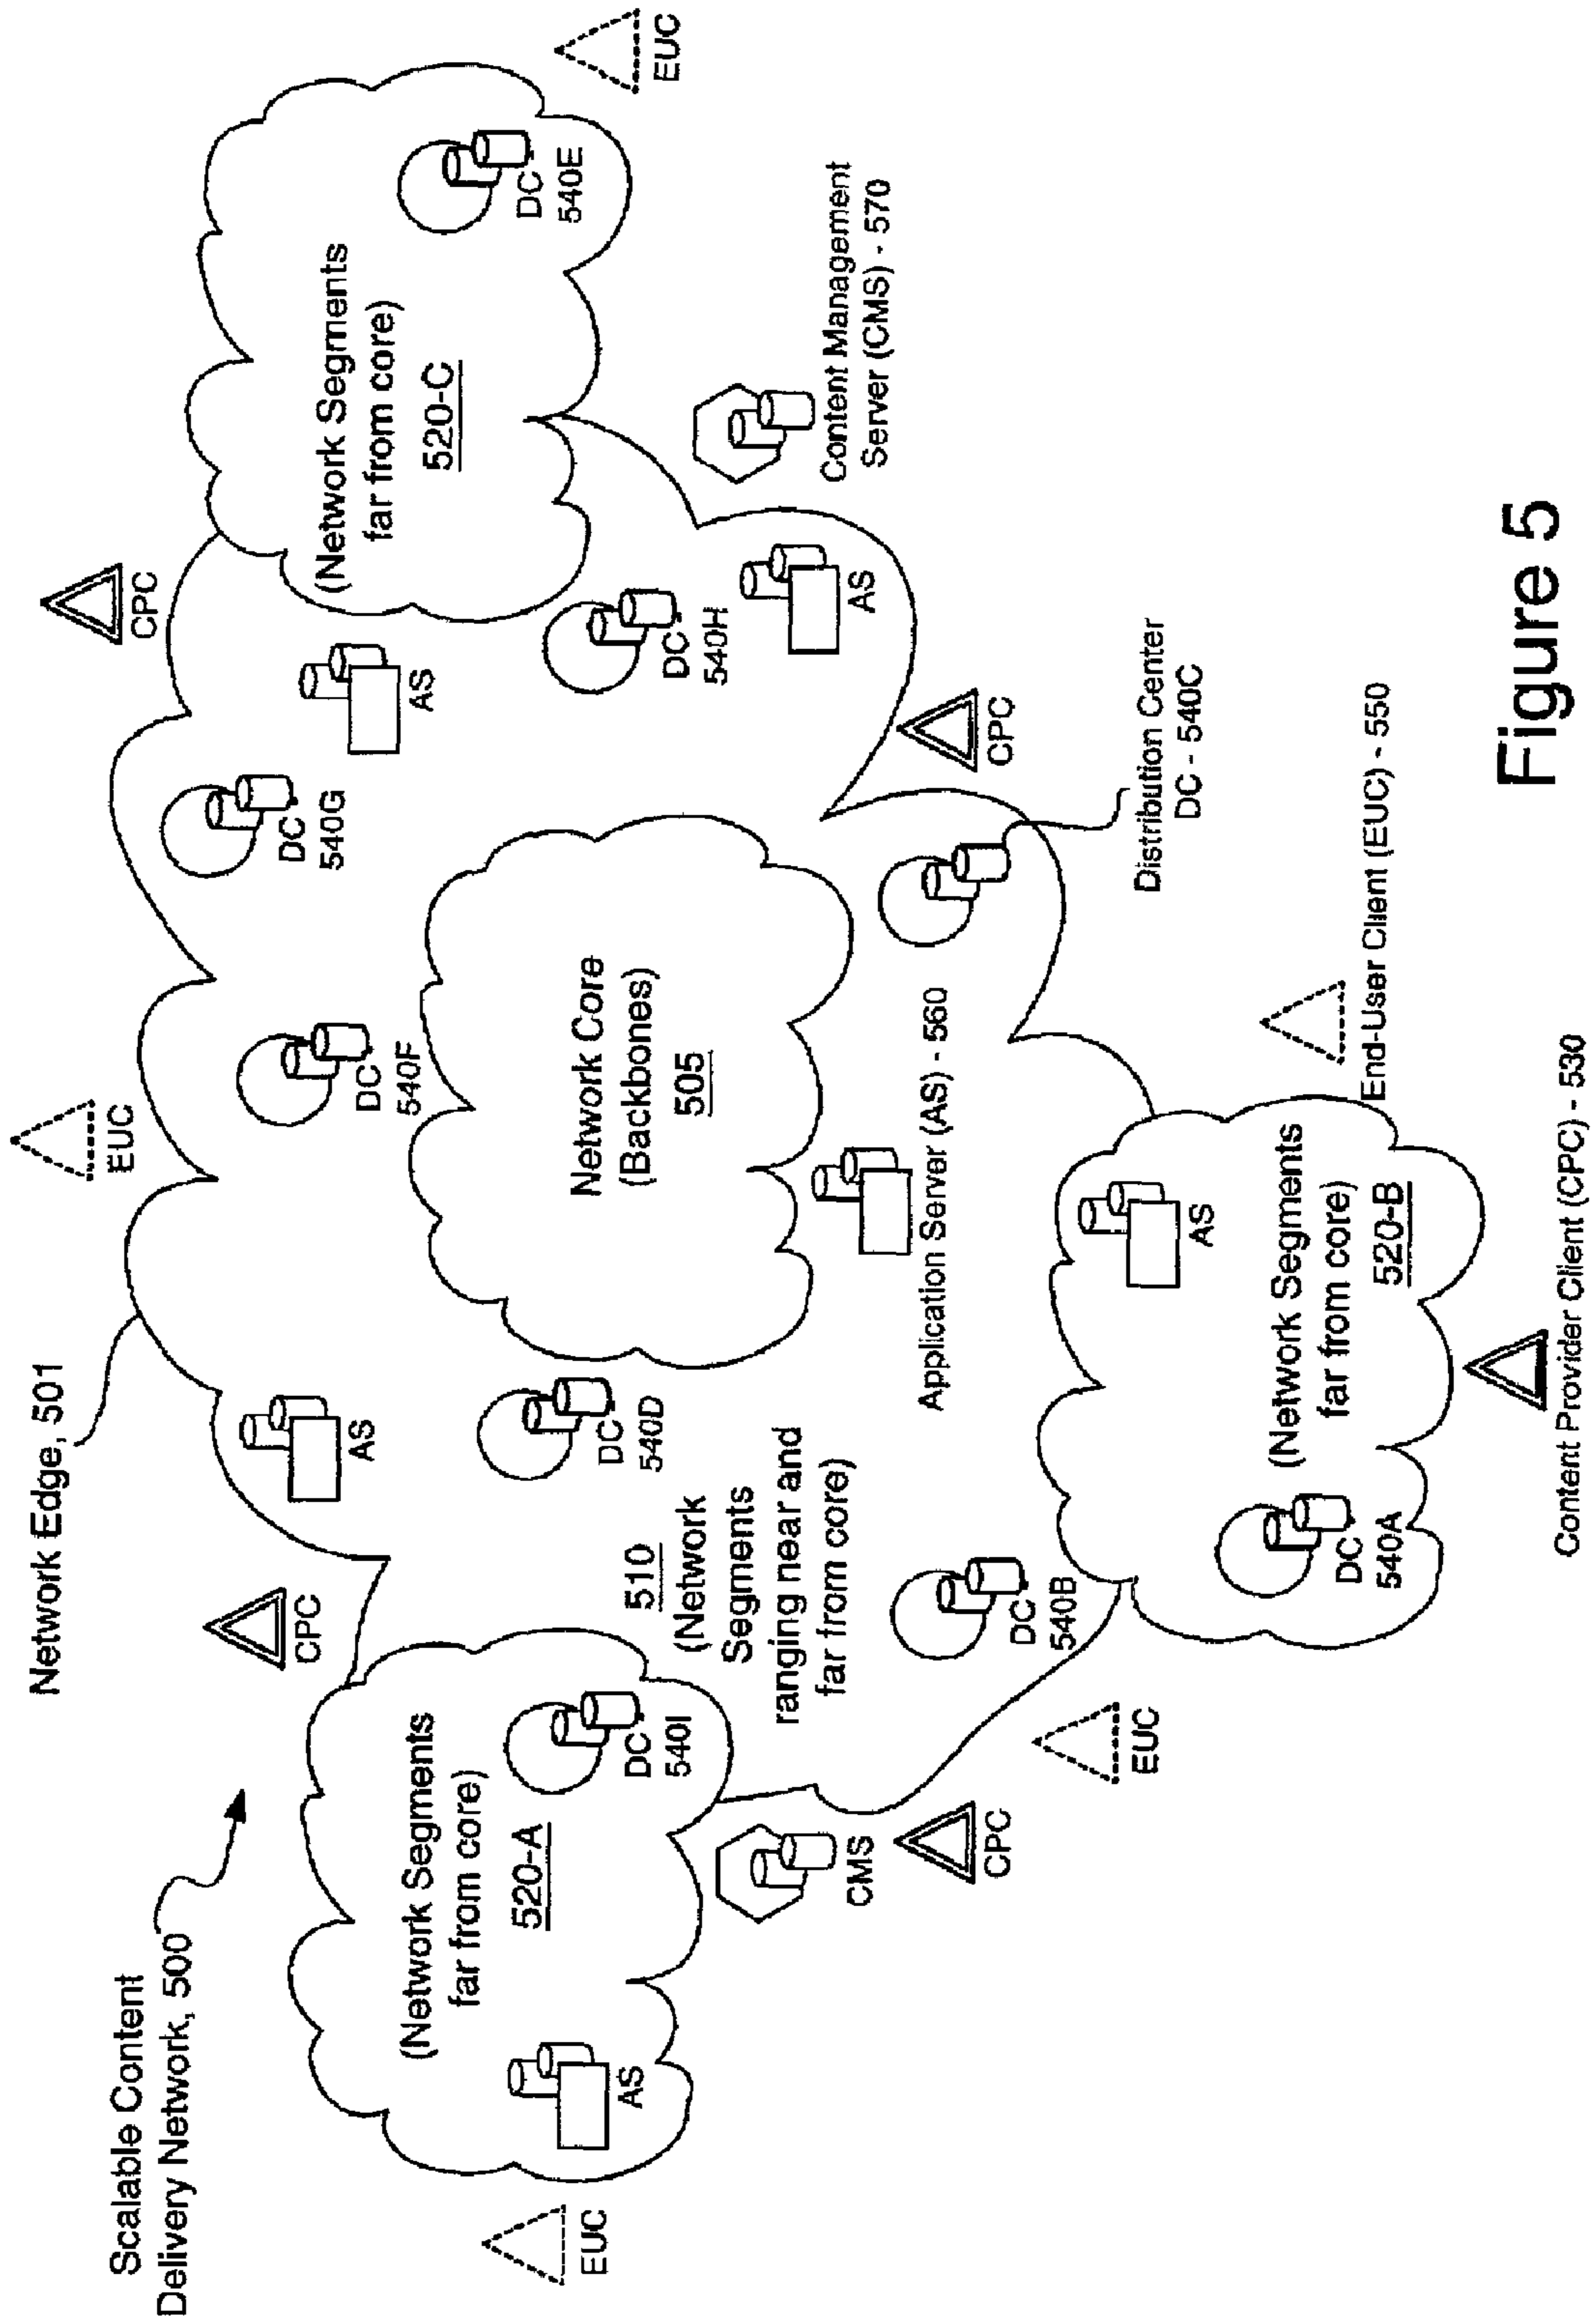 Scalable Content
Delivery Network, 500
Network Edge, 501
EUC
CPC
CPC
EUC
AS
DC
540F
DC
540G
AS
(Network Segments
far from core)
520-C
DC
540E
EUC
(Network Segments
far from core)
520-A
DC
540I
AS
EUC
DC
540D
Network Core
(Backbones)
505
DC
540H
AS
Content Management
Server (CMS) - 570
510
(Network
Segments
ranging near and
far from core)
CMS
CPC
Application Server (AS) - 560
CPC
DC
540B
EUC
Distribution Center
DC - 540C
AS
(Network Segments
far from core)
520-B
DC
540A
End-User Client (EUC) - 550
Content Provider Client (CPC) - 530
Figure 5